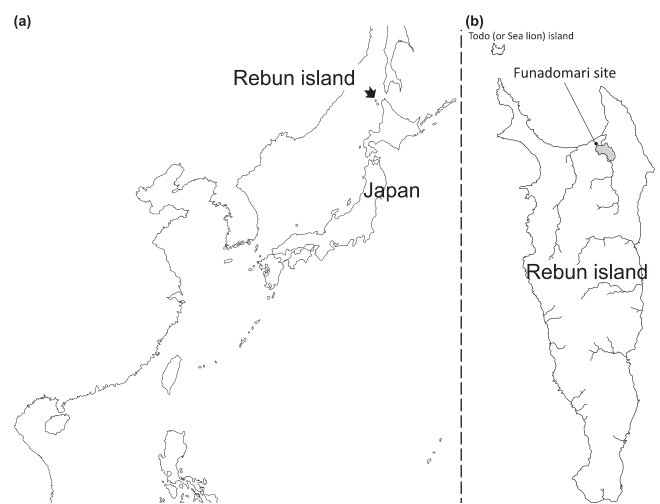 (a)
Rebun island
Japan
(b)
Todo (or Sea lion) island
Funadomari site
Rebun island